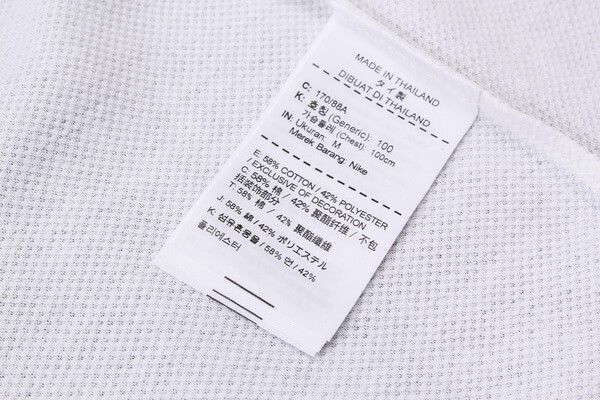 MADE IN THAILAND
タイ製
DIBUAT DI THAILAND
C: 170/88A
K: 호칭 (Generic): 100
가슴둘레 (Chest): 100cm
IN: Ukuran: M
Merek Barang: Nike
E: 58% COTTON / 42% POLYESTER
/ EXCLUSIVE OF DECORATION
C: 58% 棉 / 42% 聚酯纤维 / 不包
括装饰部分
T: 58% 棉 / 42% 聚酯纖維
J: 58% 綿 / 42% ポリエステル
K: 섬유혼용율 / 58% 면 / 42%
폴리에스터